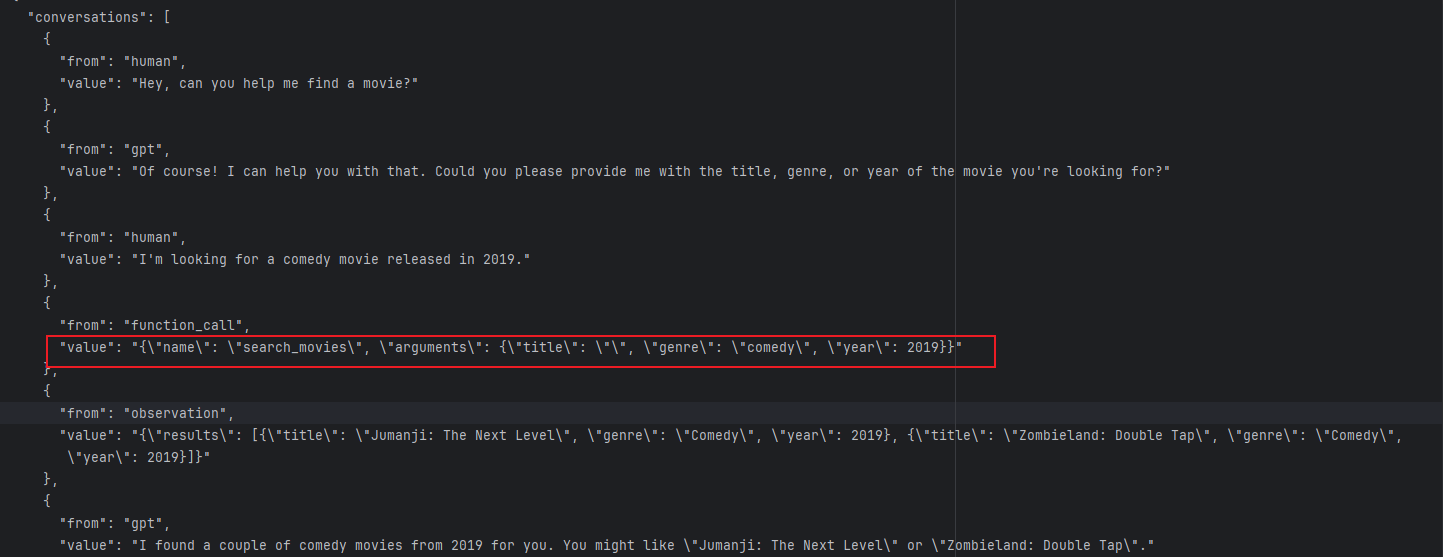 "conversations": [
{
"from": "human",
"value": "Hey, can you help me find a movie?"
},
{
"from": "gpt",
"value": "Of course! I can help you with that. Could you please provide me with the title, genre, or year of the movie you're looking for?"
},
{
"from": "human",
"value": "I'm looking for a comedy movie released in 2019."
},
{
"from": "function_call",
"value": "{\"name\": \"search_movies\", \"arguments\": {\"title\": \"\", \"genre\": \"comedy\", \"year\": 2019}}"
},
{
"from": "observation",
"value": "{\"results\": [{\"title\": \"Jumanji: The Next Level\", \"genre\": \"Comedy\", \"year\": 2019}, {\"title\": \"Zombieland: Double Tap\", \"genre\": \"Comedy\",
\"year\": 2019}]}"
},
{
"from": "gpt",
"value": "I found a couple of comedy movies from 2019 for you. You might like \"Jumanji: The Next Level\" or \"Zombieland: Double Tap\"."